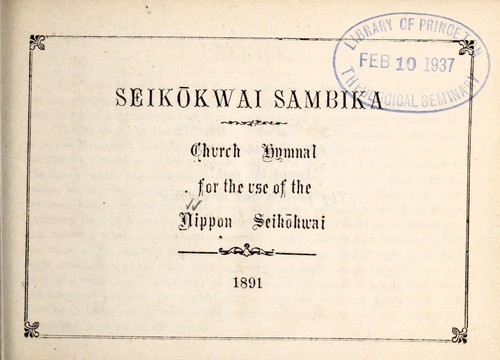 LIBRARY OF PRINCETON
FEB 10 1937
THEOLOGICAL SEMINARY
SEIKŌKWAI SAMBIKA
Church Hymnal
for the use of the
Nippon Seikōkwai
1891